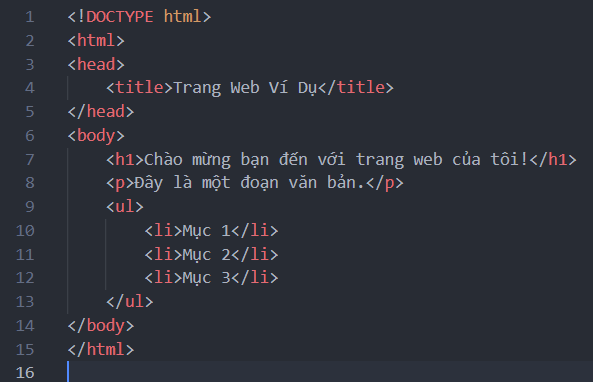 1 <!DOCTYPE html>
2 <html>
3 <head>
4     <title>Trang Web Ví Dụ</title>
5 </head>
6 <body>
7     <h1>Chào mừng bạn đến với trang web của tôi!</h1>
8     <p>Đây là một đoạn văn bản.</p>
9     <ul>
10         <li>Mục 1</li>
11         <li>Mục 2</li>
12         <li>Mục 3</li>
13     </ul>
14 </body>
15 </html>
16